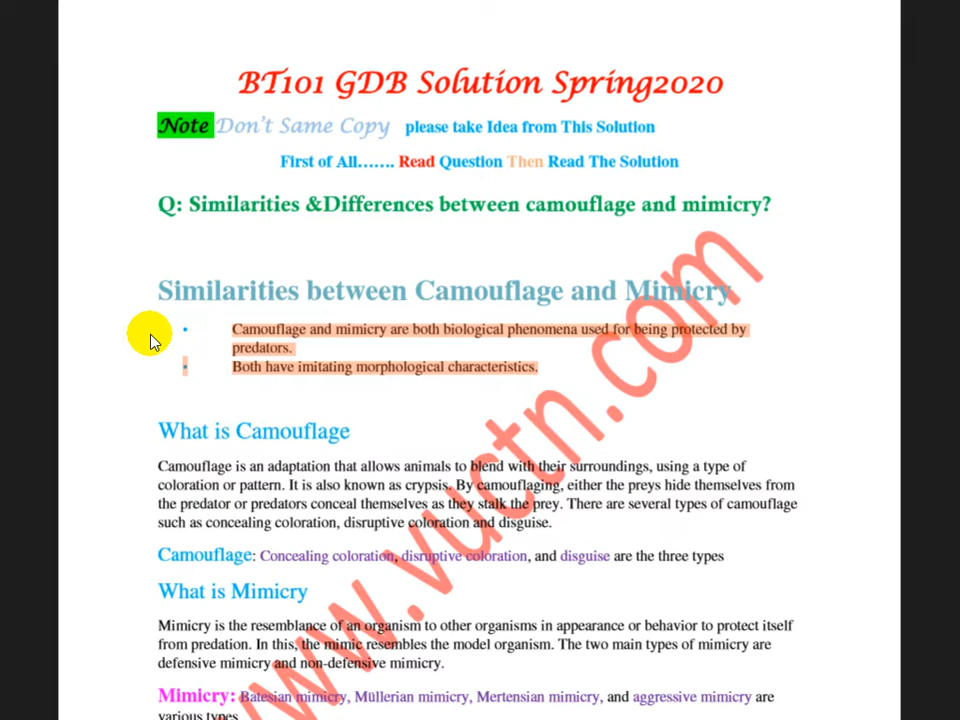 BT101 GDB Solution Spring2020
Note Don't Same Copy please take Idea from This Solution
First of All....... Read Question Then Read The Solution
Q: Similarities &Differences between camouflage and mimicry?
Similarities between Camouflage and Mimicry
• Camouflage and mimicry are both biological phenomena used for being protected by
predators.
• Both have imitating morphological characteristics.
What is Camouflage
Camouflage is an adaptation that allows animals to blend with their surroundings, using a type of
coloration or pattern. It is also known as crypsis. By camouflaging, either the preys hide themselves from
the predator or predators conceal themselves as they stalk the prey. There are several types of camouflage
such as concealing coloration, disruptive coloration and disguise.
Camouflage: Concealing coloration, disruptive coloration, and disguise are the three types
What is Mimicry
Mimicry is the resemblance of an organism to other organisms in appearance or behavior to protect itself
from predation. In this, the mimic resembles the model organism. The two main types of mimicry are
defensive mimicry and non-defensive mimicry.
Mimicry: Batesian mimicry, Müllerian mimicry, Mertensian mimicry, and aggressive mimicry are
various types
www.vuctn.com